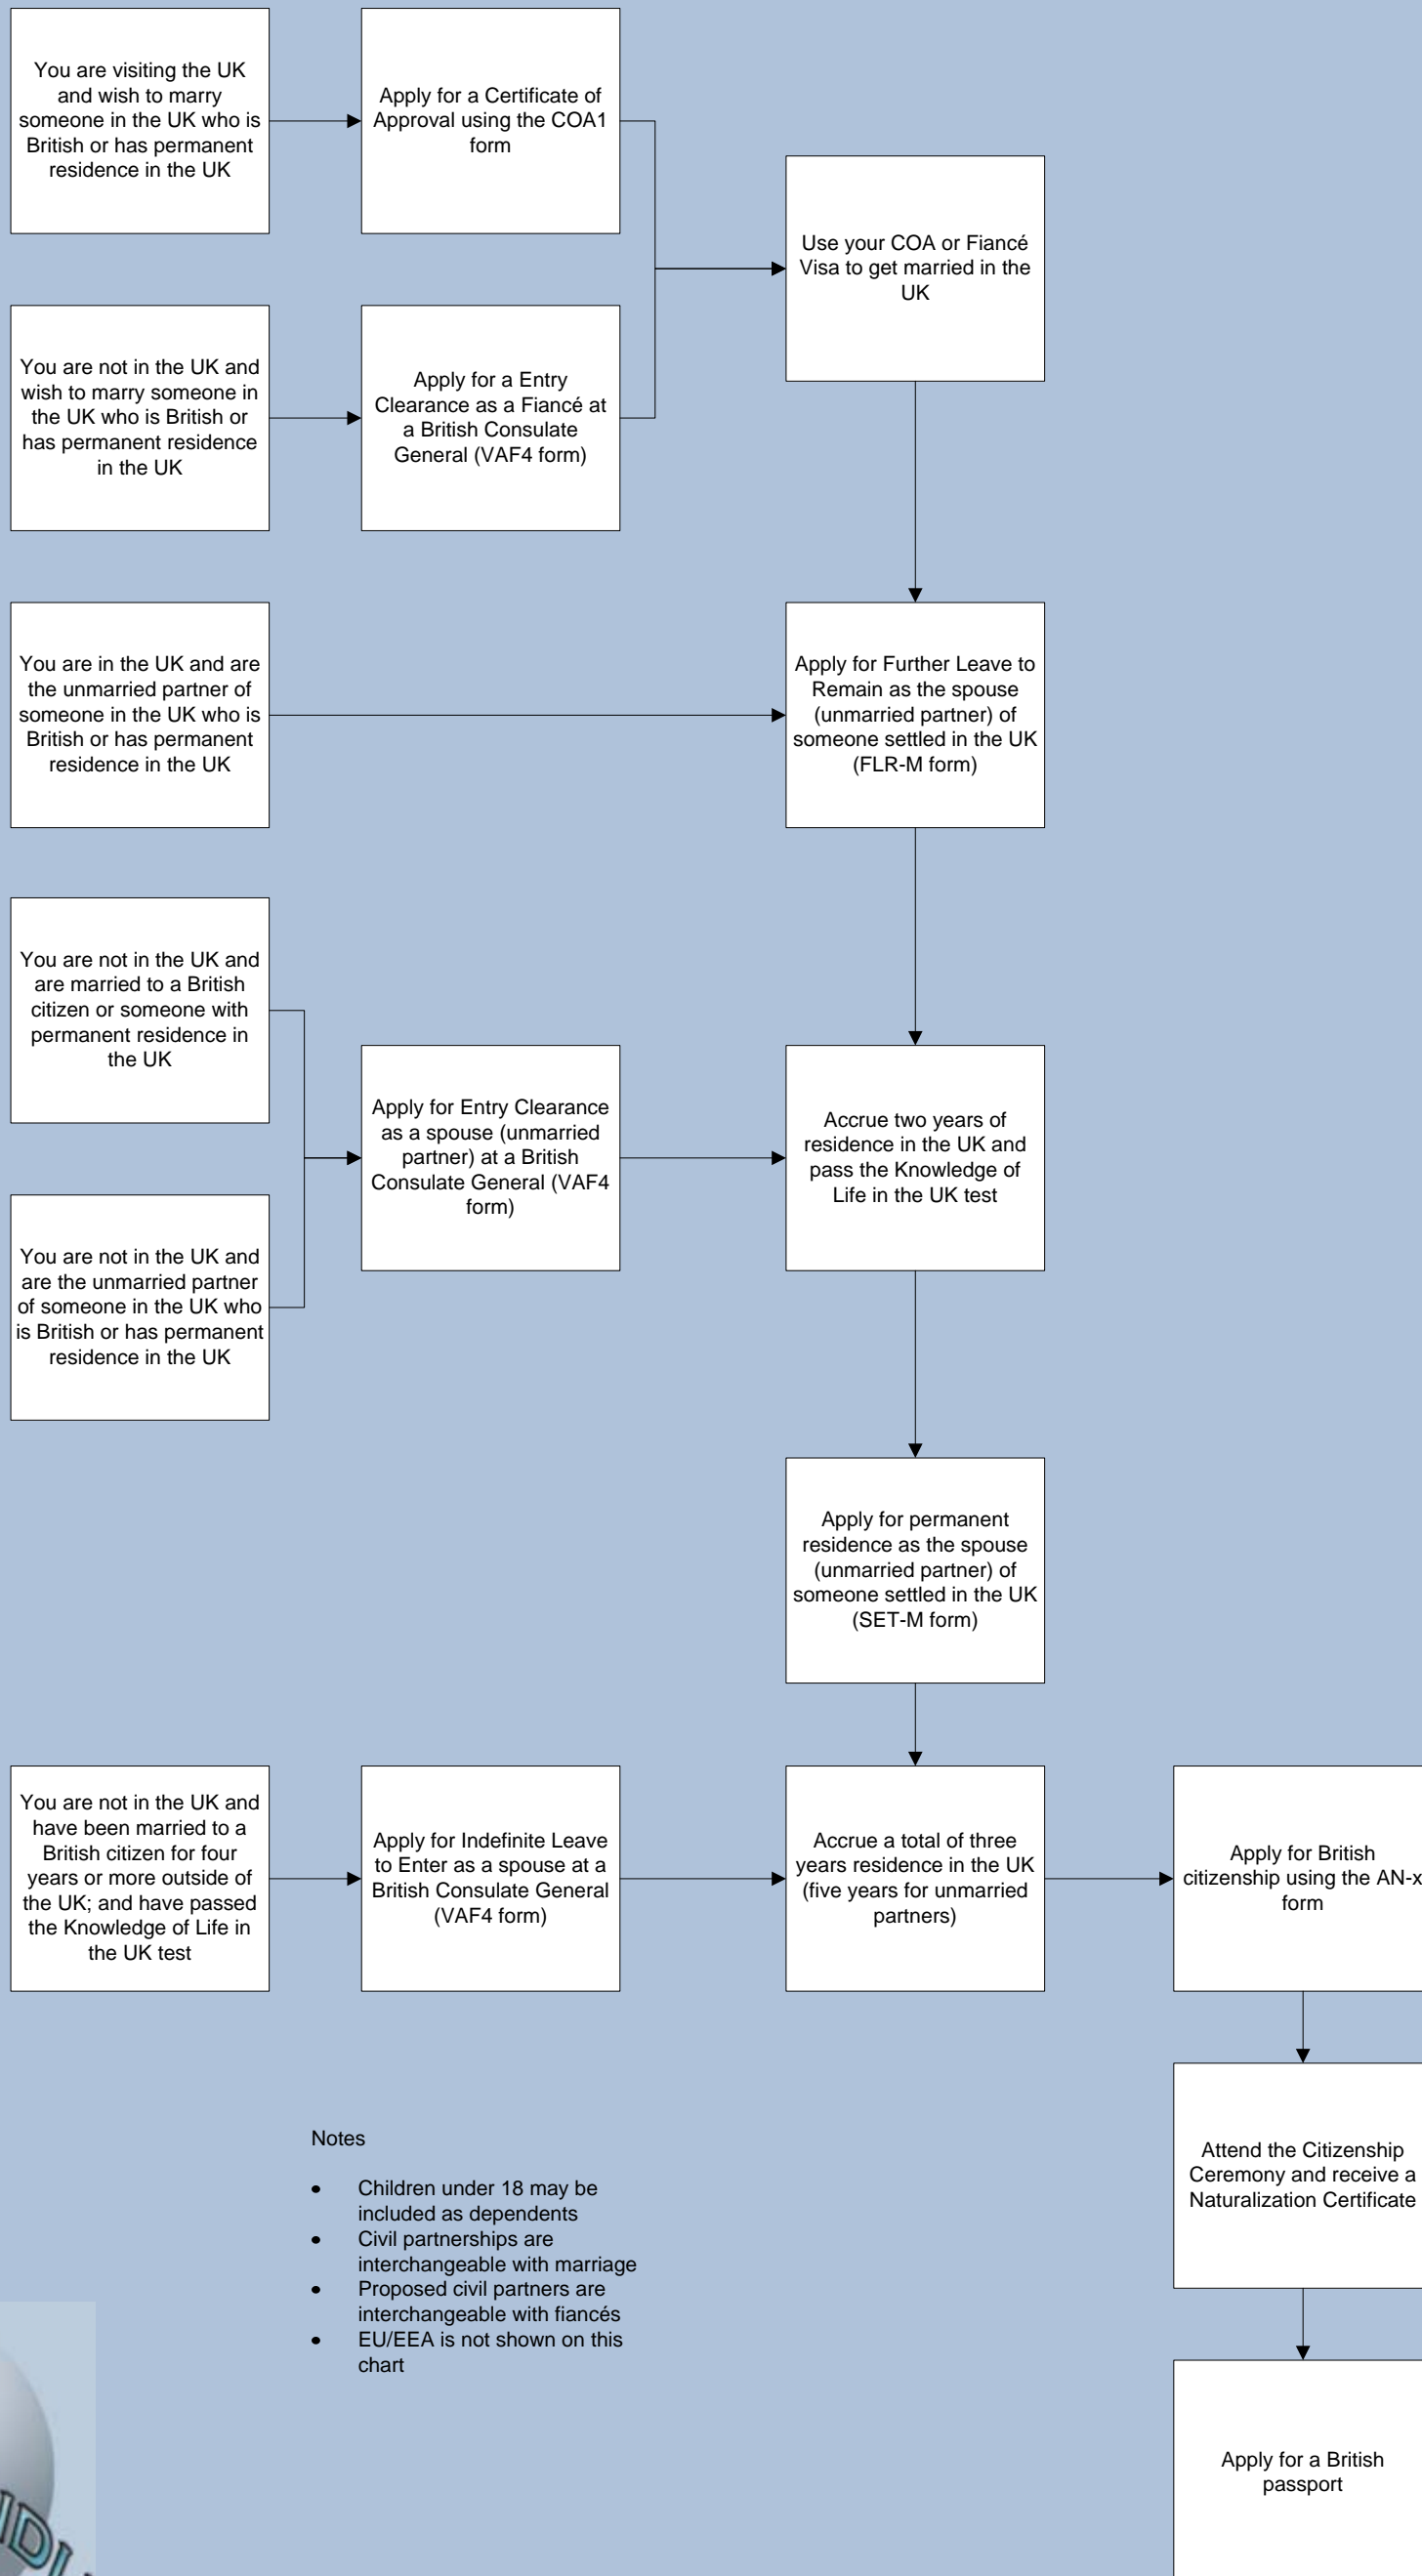 You are visiting the UK
and wish to marry
someone in the UK who is
British or has permanent
residence in the UK
Apply for a Certificate of
Approval using the COA1
form
Use your COA or Fiancé
Visa to get married in the
UK
You are not in the UK and
wish to marry someone in
the UK who is British or
has permanent residence
in the UK
Apply for a Entry
Clearance as a Fiancé at
a British Consulate
General (VAF4 form)
You are in the UK and are
the unmarried partner of
someone in the UK who is
British or has permanent
residence in the UK
Apply for Further Leave to
Remain as the spouse
(unmarried partner) of
someone settled in the UK
(FLR-M form)
You are not in the UK and
are married to a British
citizen or someone with
permanent residence in
the UK
Apply for Entry Clearance
as a spouse (unmarried
partner) at a British
Consulate General (VAF4
form)
Accrue two years of
residence in the UK and
pass the Knowledge of
Life in the UK test
You are not in the UK and
are the unmarried partner
of someone in the UK who
is British or has permanent
residence in the UK
Apply for permanent
residence as the spouse
(unmarried partner) of
someone settled in the UK
(SET-M form)
You are not in the UK and
have been married to a
British citizen for four
years or more outside of
the UK; and have passed
the Knowledge of Life in
the UK test
Apply for Indefinite Leave
to Enter as a spouse at a
British Consulate General
(VAF4 form)
Accrue a total of three
years residence in the UK
(five years for unmarried
partners)
Apply for British
citizenship using the AN-x
form
Attend the Citizenship
Ceremony and receive a
Naturalization Certificate
Apply for a British
passport
Notes
• Children under 18 may be
included as dependents
• Civil partnerships are
interchangeable with marriage
• Proposed civil partners are
interchangeable with fiancés
• EU/EEA is not shown on this
chart